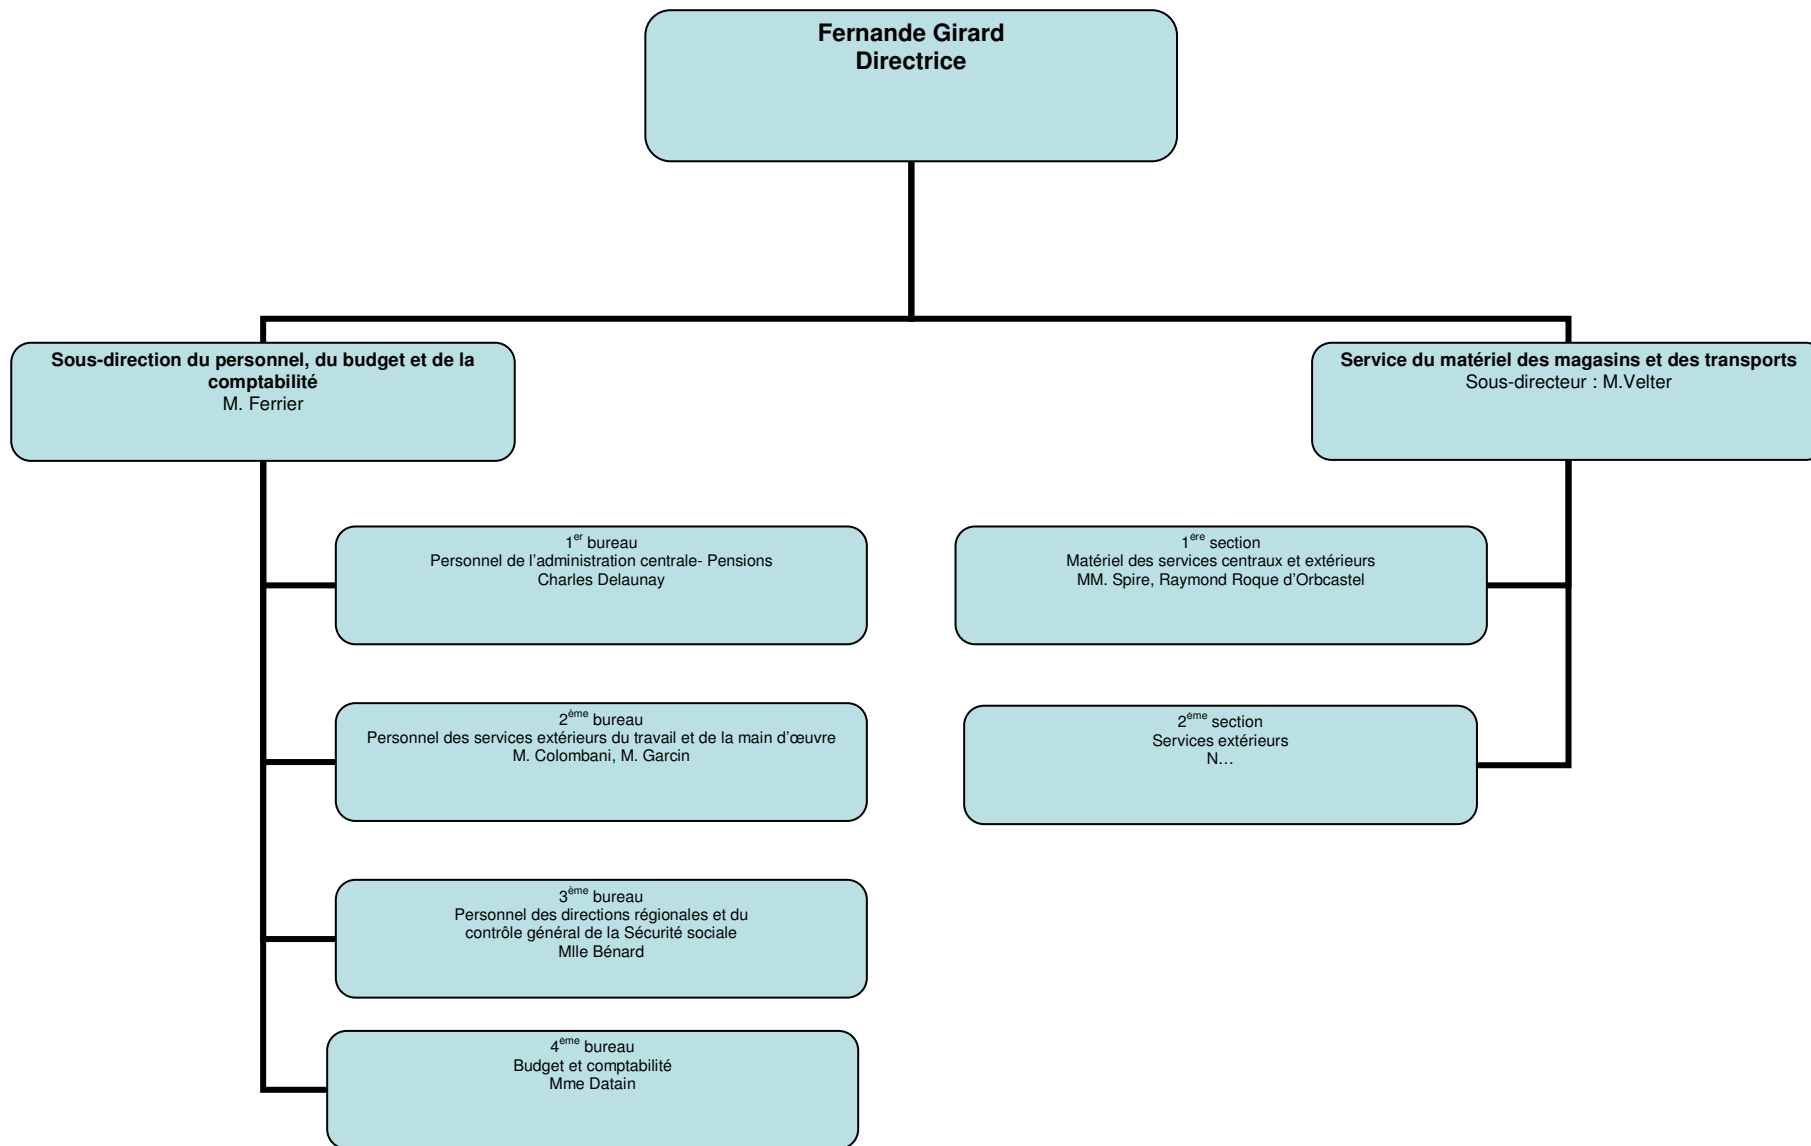 Fernande Girard
Directrice
Sous-direction du personnel, du budget et de la
comptabilité
M. Ferrier
Service du matériel des magasins et des transports
Sous-directeur : M.Velter
1er bureau
Personnel de l’administration centrale- Pensions
Charles Delaunay
1ère section
Matériel des services centraux et extérieurs
MM. Spire, Raymond Roque d’Orbcastel
2ème bureau
Personnel des services extérieurs du travail et de la main d’œuvre
M. Colombani, M. Garcin
2ème section
Services extérieurs
N…
3ème bureau
Personnel des directions régionales et du
contrôle général de la Sécurité sociale
Mlle Bénard
4ème bureau
Budget et comptabilité
Mme Datain